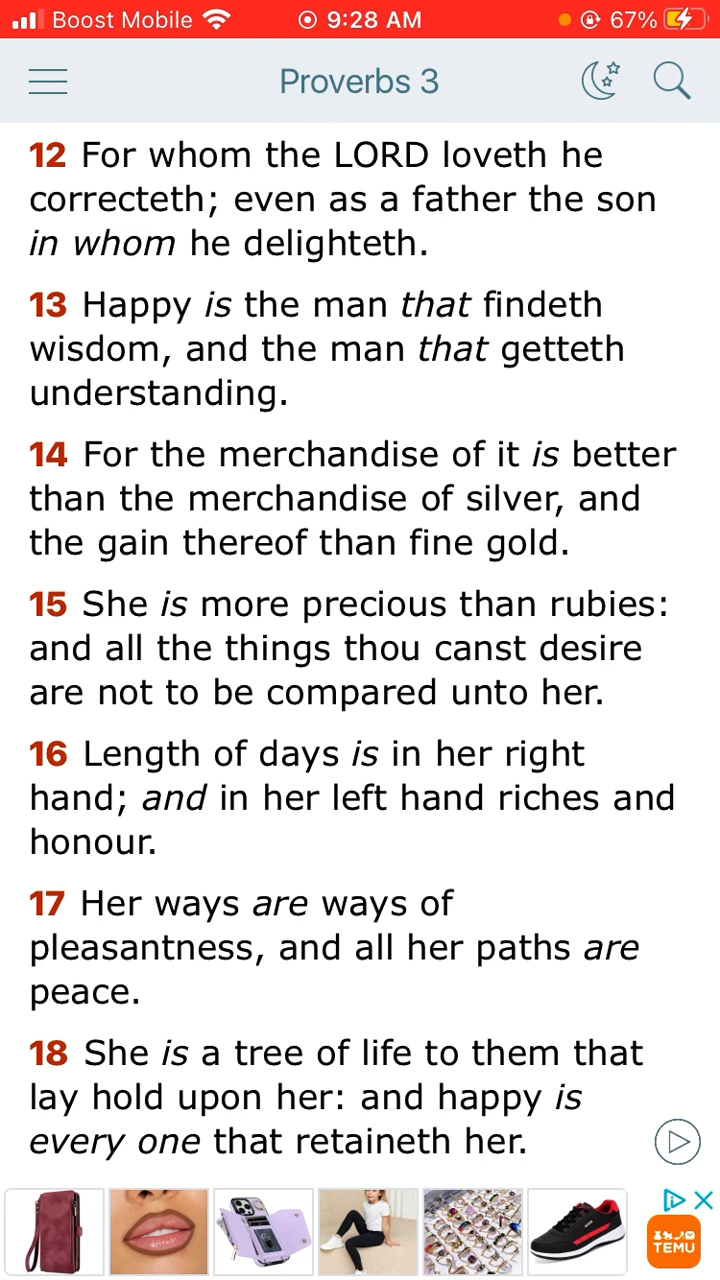 Boost Mobile 9:28 AM 67%
Proverbs 3
12 For whom the LORD loveth he
correcteth; even as a father the son
in whom he delighteth.
13 Happy is the man that findeth
wisdom, and the man that getteth
understanding.
14 For the merchandise of it is better
than the merchandise of silver, and
the gain thereof than fine gold.
15 She is more precious than rubies:
and all the things thou canst desire
are not to be compared unto her.
16 Length of days is in her right
hand; and in her left hand riches and
honour.
17 Her ways are ways of
pleasantness, and all her paths are
peace.
18 She is a tree of life to them that
lay hold upon her: and happy is
every one that retaineth her.
TEMU